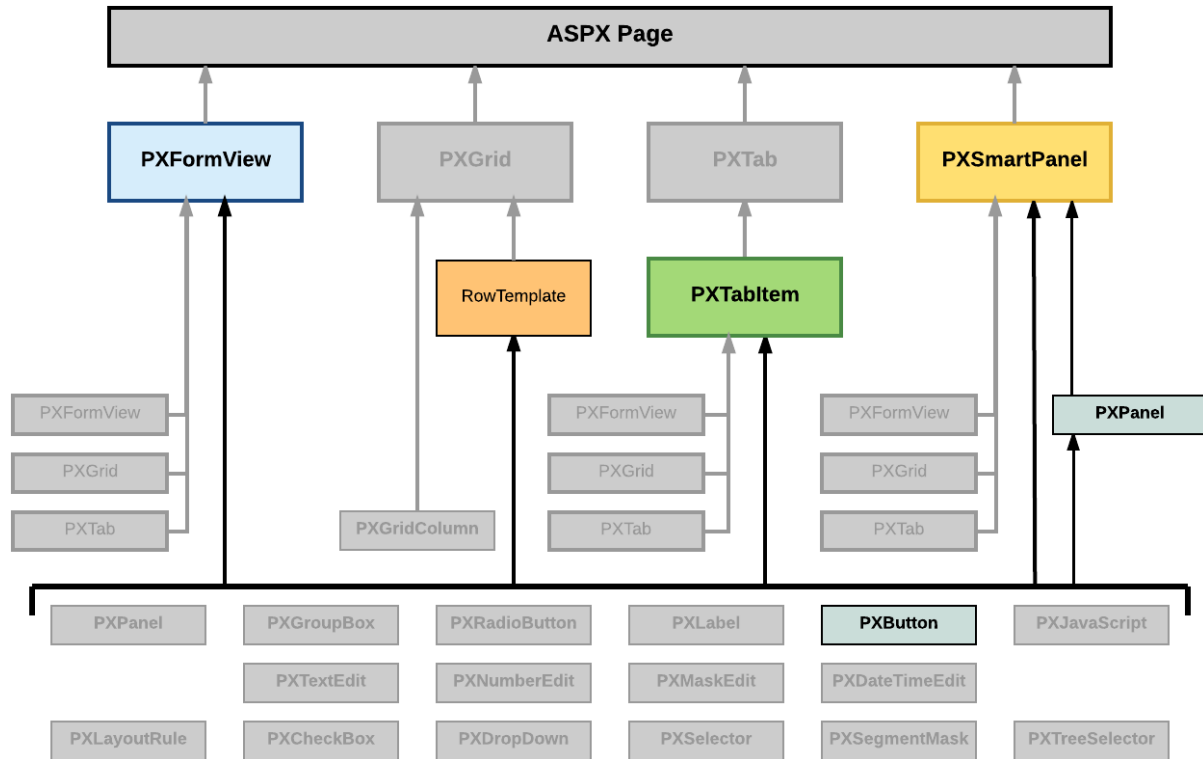 ASPX Page
PXFormView
PXGrid
PXTab
PXSmartPanel
RowTemplate
PXTabItem
PXFormView
PXFormView
PXFormView
PXPanel
PXGrid
PXGrid
PXGrid
PXTab
PXGridColumn
PXTab
PXTab
PXPanel
PXGroupBox
PXRadioButton
PXLabel
PXButton
PXJavaScript
PXTextEdit
PXNumberEdit
PXMaskEdit
PXDateTimeEdit
PXLayoutRule
PXCheckBox
PXDropDown
PXSelector
PXSegmentMask
PXTreeSelector